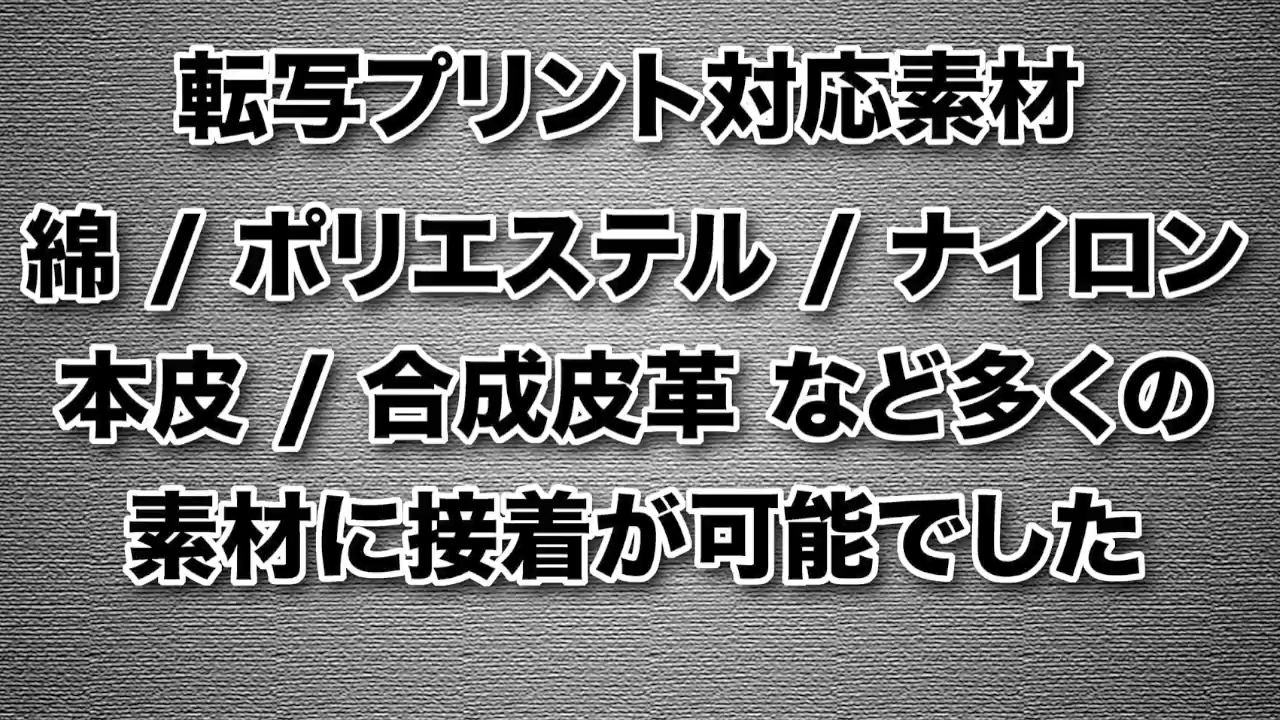 転写プリント対応素材
綿 / ポリエステル / ナイロン
本皮 / 合成皮革 など多くの
素材に接着が可能でした